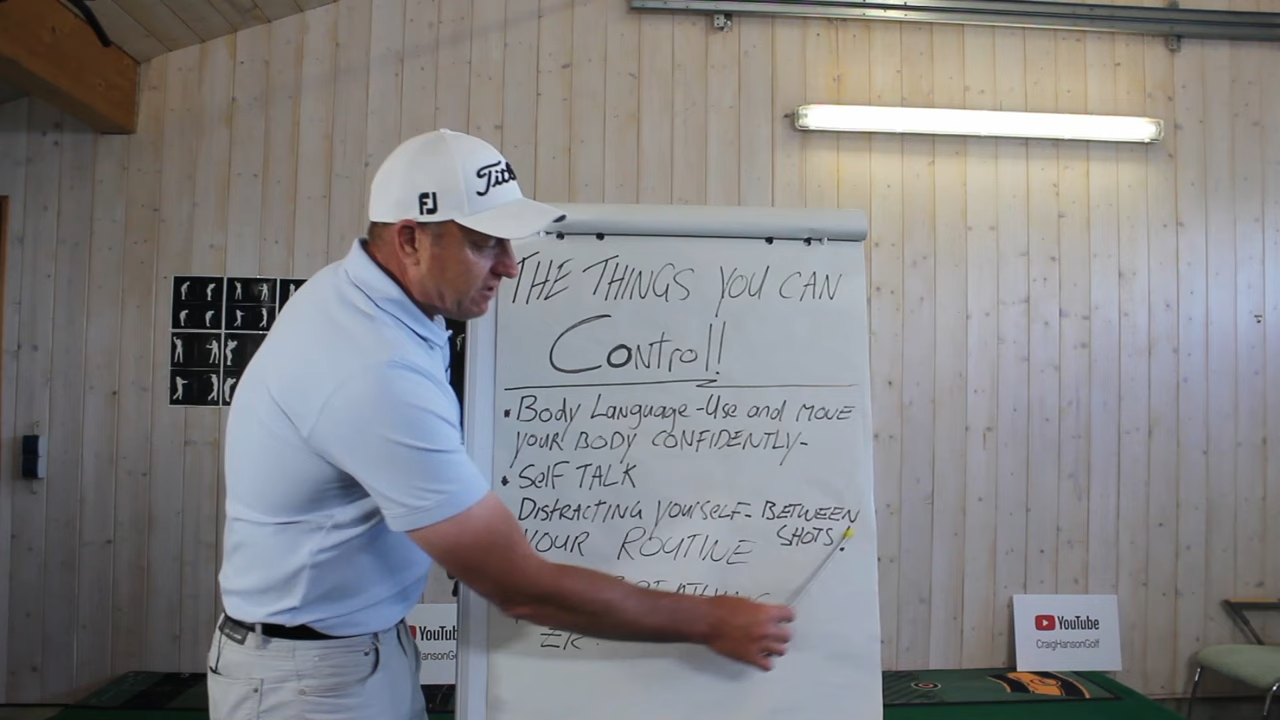 FJ
THE THINGS YOU CAN
Control!
• Body Language - Use and MOVE
YOUR BODY CONFIDENTLY-
• Self TALK
DISTRACTING YOURSELF - BETWEEN
SHOTS.
YOUR ROUTINE
YouTube
YouTube
CraigHansonGolf